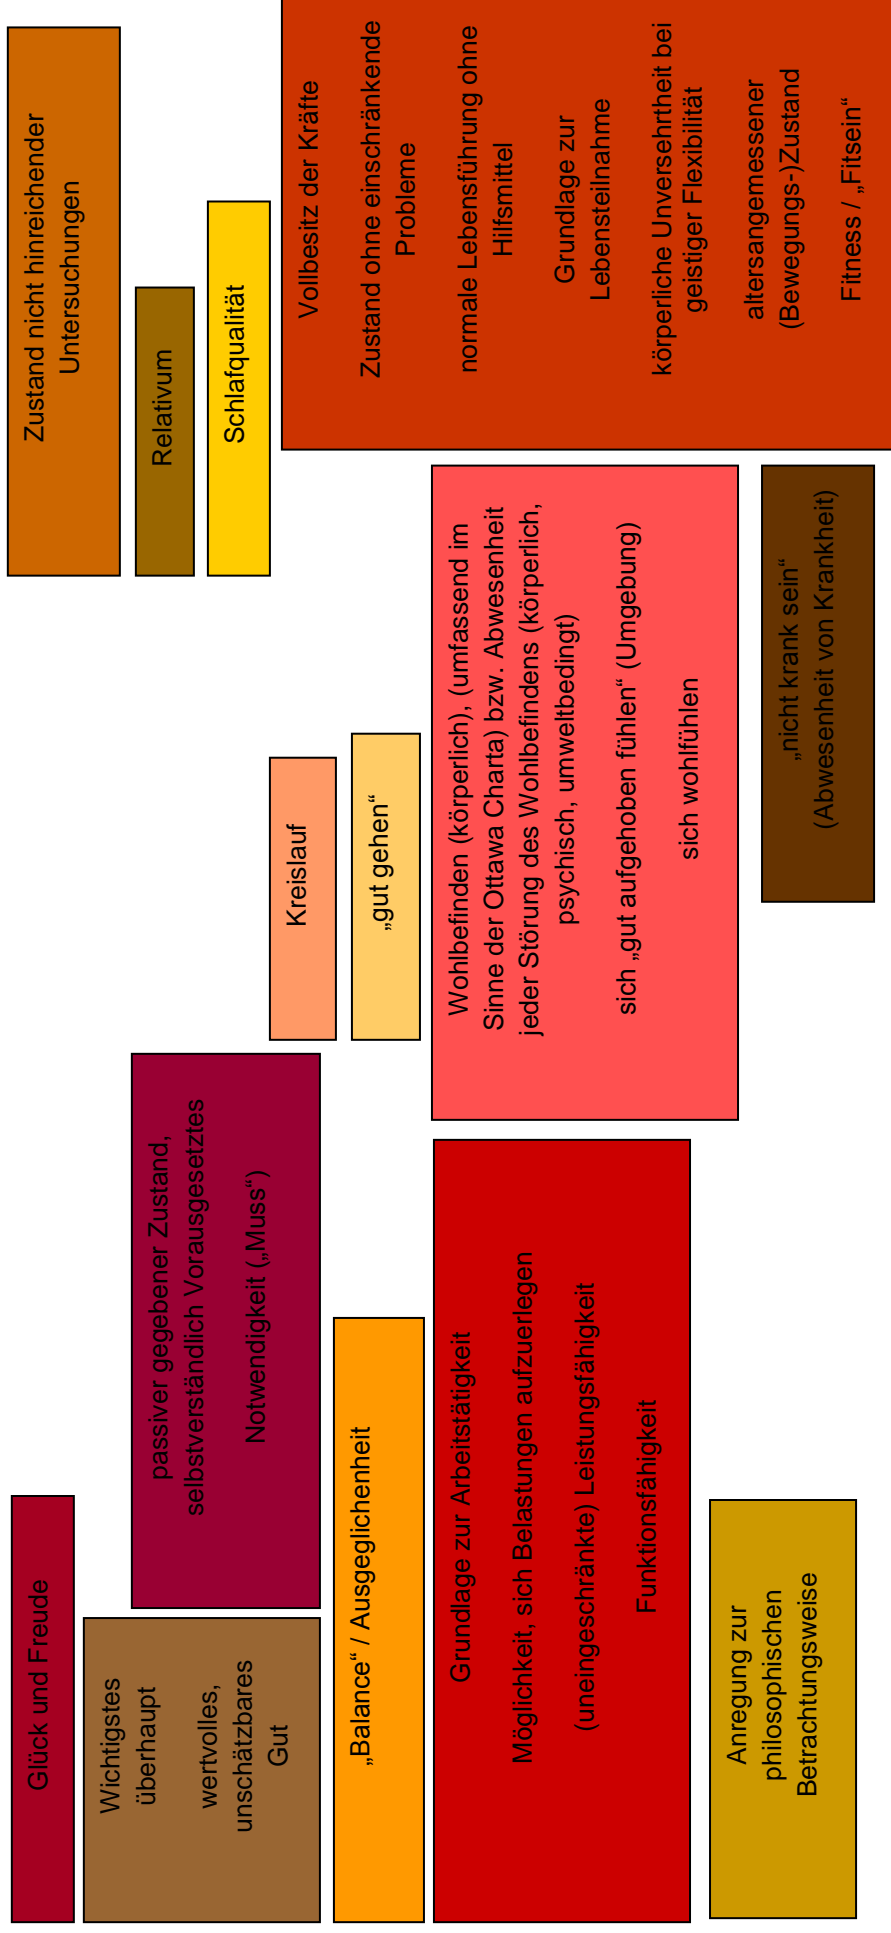 Glück und Freude
Wichtigstes
überhaupt
wertvolles,
unschätzbares
Gut
„Balance“ / Ausgeglichenheit
Grundlage zur Arbeitstätigkeit
Möglichkeit, sich Belastungen aufzuerlegen
(uneingeschränkte) Leistungsfähigkeit
Funktionsfähigkeit
Anregung zur
philosophischen
Betrachtungsweise
passiver gegebener Zustand,
selbstverständlich Vorausgesetztes
Notwendigkeit („Muss“)
Kreislauf
„gut gehen“
Wohlbefinden (körperlich), (umfassend im
Sinne der Ottawa Charta) bzw. Abwesenheit
jeder Störung des Wohlbefindens (körperlich,
psychisch, umweltbedingt)
sich „gut aufgehoben fühlen“ (Umgebung)
sich wohlfühlen
„nicht krank sein“
(Abwesenheit von Krankheit)
Zustand nicht hinreichender
Untersuchungen
Relativum
Schlafqualität
Vollbesitz der Kräfte
Zustand ohne einschränkende
Probleme
normale Lebensführung ohne
Hilfsmittel
Grundlage zur
Lebensteilnahme
körperliche Unversehrtheit bei
geistiger Flexibilität
altersangemessener
(Bewegungs-)Zustand
Fitness / „Fitsein“